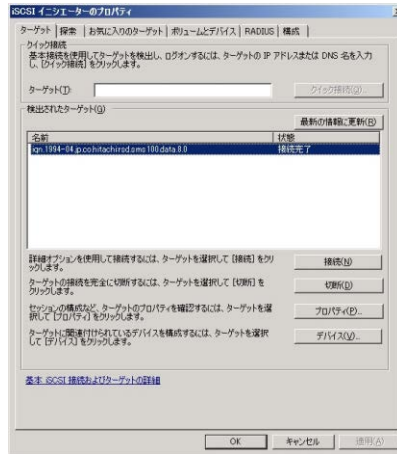 iSCSI イニシエーターのプロパティ
ターゲット 探索 お気に入りのターゲット ボリュームとデバイス RADIUS 構成
クイック接続
基本接続を使用してターゲットを検出し、ログオンするには、ターゲットの IP アドレスまたは DNS 名を入力
し、[クイック接続] をクリックします。
ターゲット(T): クイック接続(Q)...
検出されたターゲット(G)
最新の情報に更新(R)
名前 状態
iqn.1994-04.jp.co.hitachi:rsd.sms100.data.0.0 接続完了
詳細オプションを使用して接続するには、ターゲットを選択して [接続] をクリ
ックします。
接続(N)
ターゲットの接続を完全に切断するには、ターゲットを選択して [切断] を
クリックします。
切断(D)
セッションの構成など、ターゲットのプロパティを確認するには、ターゲットを選
択して [プロパティ] をクリックします。
プロパティ(P)...
ターゲットに関連付けられているデバイスを構成するには、ターゲットを選択
して [デバイス] をクリックします。
デバイス(V)...
基本 iSCSI 接続およびターゲットの詳細
OK キャンセル 適用(A)